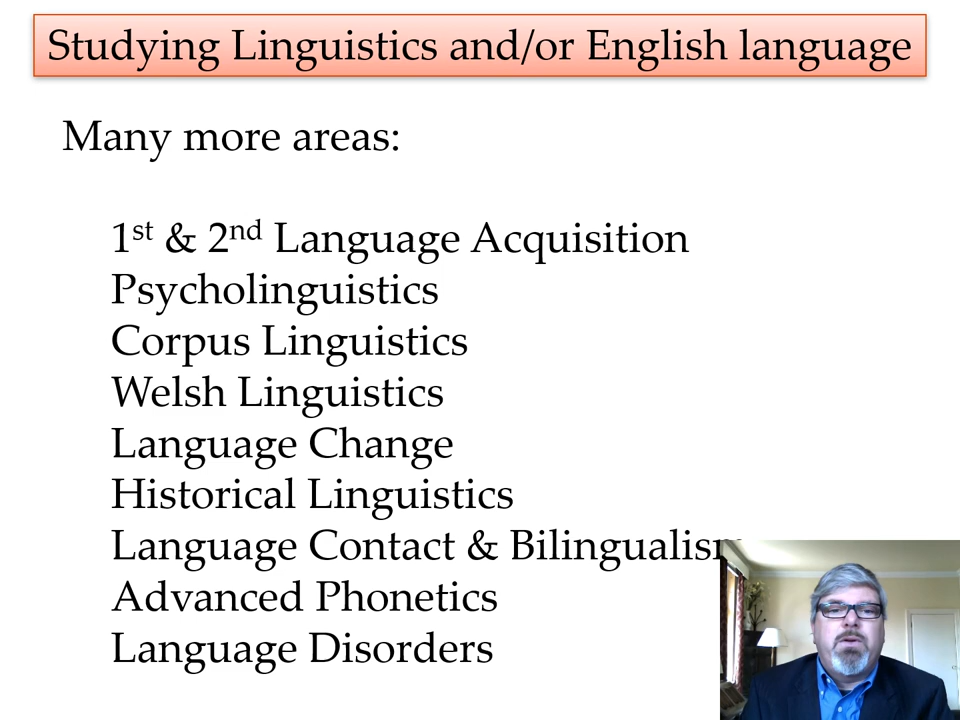 Studying Linguistics and/or English language
Many more areas:
1st & 2nd Language Acquisition
Psycholinguistics
Corpus Linguistics
Welsh Linguistics
Language Change
Historical Linguistics
Language Contact & Bilingualism
Advanced Phonetics
Language Disorders